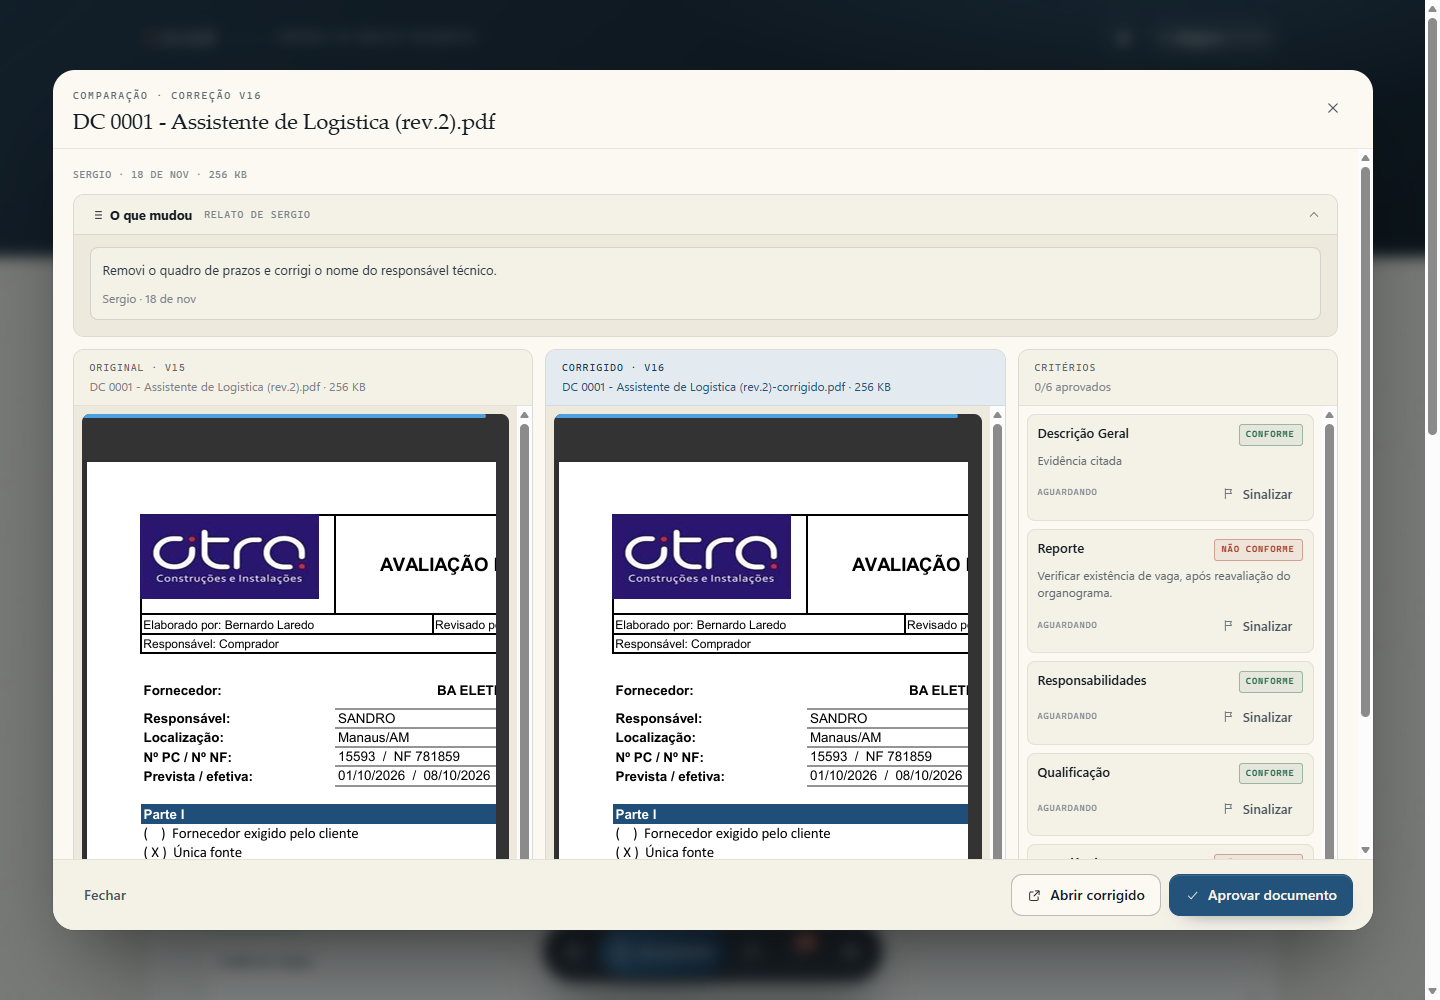 COMPARAÇÃO · CORREÇÃO V16
DC 0001 - Assistente de Logistica (rev.2).pdf
SERGIO · 18 DE NOV · 256 KB
O que mudou RELATO DE SERGIO
Removi o quadro de prazos e corrigi o nome do responsável técnico.
Sergio · 18 de nov
ORIGINAL · V15
DC 0001 - Assistente de Logistica (rev.2).pdf · 256 KB
citra
Construções e Instalações
AVALIAÇÃO
Elaborado por: Bernardo Laredo
Revisado
Responsável: Comprador
Fornecedor:
BA
Responsável: SANDRO
Localização: Manaus/AM
Nº PC / Nº NF: 15593 / NF 781859
Prevista / efetiva: 01/10/2026 / 08/10/2026
Parte I
( ) Fornecedor exigido pelo cliente
( X ) Única fonte
CORRIGIDO · V16
DC 0001 - Assistente de Logistica (rev.2)-corrigido.pdf · 256 KB
citra
Construções e Instalações
AVALIAÇÃO
Elaborado por: Bernardo Laredo
Revisado
Responsável: Comprador
Fornecedor:
BA
Responsável: SANDRO
Localização: Manaus/AM
Nº PC / Nº NF: 15593 / NF 781859
Prevista / efetiva: 01/10/2026 / 08/10/2026
Parte I
( ) Fornecedor exigido pelo cliente
( X ) Única fonte
CRITÉRIOS
0/6 aprovados
Descrição Geral CONFORME
Evidência citada
AGUARDANDO Sinalizar
Reporte NÃO CONFORME
Verificar existência de vaga, após reavaliação do
organograma.
AGUARDANDO Sinalizar
Responsabilidades CONFORME
AGUARDANDO Sinalizar
Qualificação CONFORME
AGUARDANDO Sinalizar
Fechar
Abrir corrigido
Aprovar documento